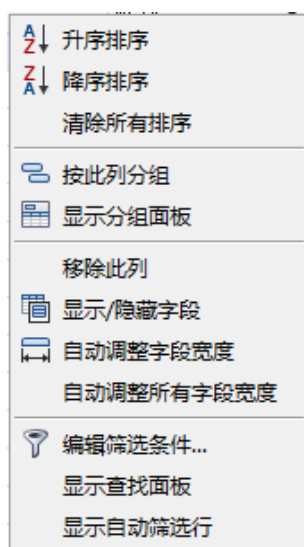 升序排序
降序排序
清除所有排序
按此列分组
显示分组面板
移除此列
显示/隐藏字段
自动调整字段宽度
自动调整所有字段宽度
编辑筛选条件...
显示查找面板
显示自动筛选行